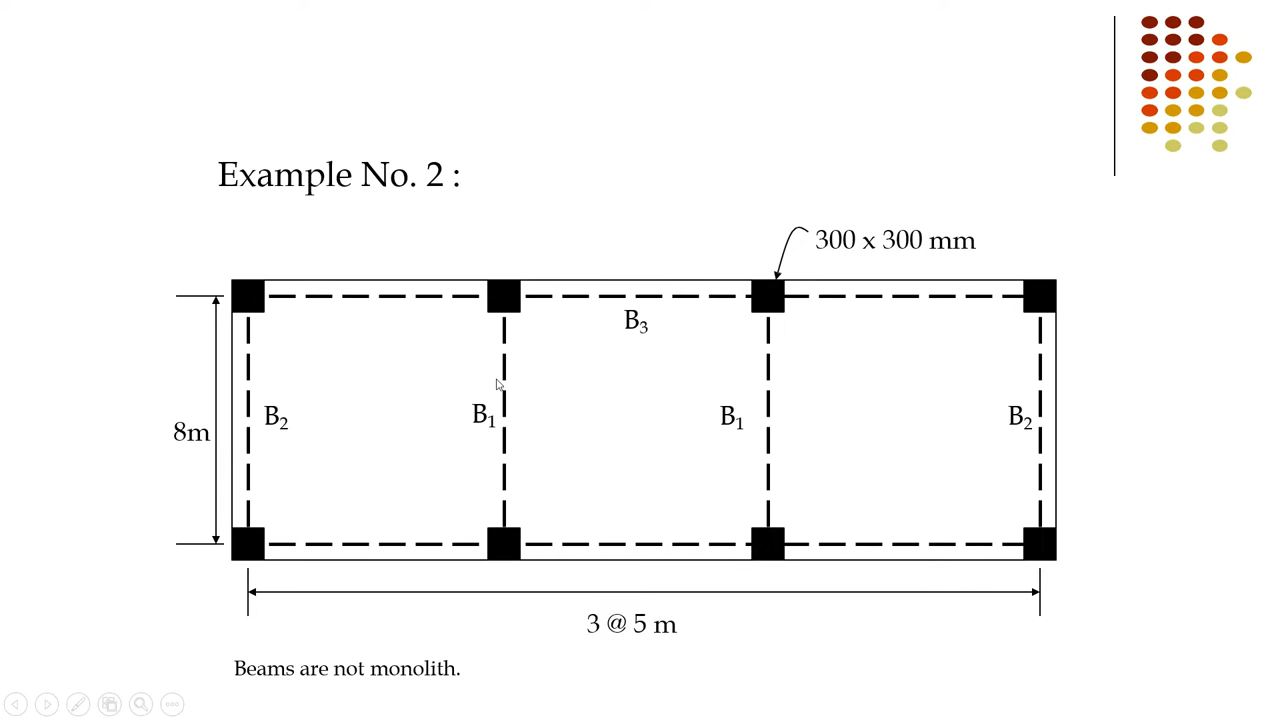 Example No. 2 :
300 x 300 mm
B₃
8m
B₂
B₁
B₁
B₂
3 @ 5 m
Beams are not monolith.